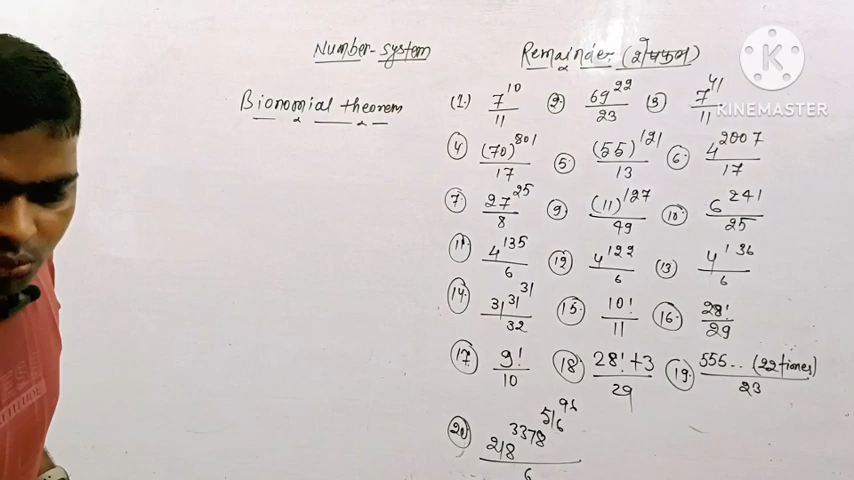 Number-system Remainder (शेषफल)
KINEMASTER
Bionomial theorem (1.) 7^10/11 (2.) 69^22/23 (3) 7^41/11
(4) (70)^801/17 (5.) (55)^121/13 (6.) 4^2007/17
(7.) 27^25/8 (9.) (11)^127/49 (10.) 6^241/25
(11) 4^135/6 (12) 4^122/6 (13) 4^136/6
(14.) 31^31^31/32 (15.) 10!/11 (16.) 28!/29
(17.) 9!/10 (18.) 28!+3/29 (19.) 555... (22 times)/23
(20) 218^3378^516^96/6
ATTITUDE